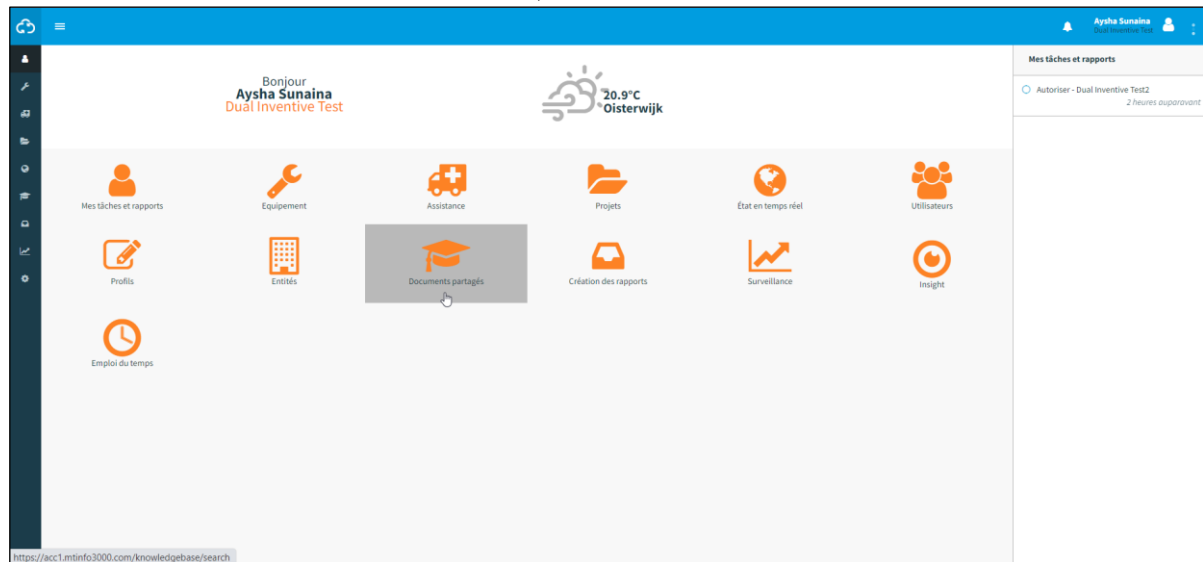 Aysha Sunaina
Dual Inventive Test
Bonjour
Aysha Sunaina
Dual Inventive Test
20.9°C
Oisterwijk
Mes tâches et rapports
Autoriser - Dual Inventive Test2
2 heures auparavant
Mes tâches et rapports
Equipement
Assistance
Projets
État en temps réel
Utilisateurs
Profils
Entités
Documents partagés
Création des rapports
Surveillance
Insight
Emploi du temps
https://acc1.mtinfo3000.com/knowledgebase/search